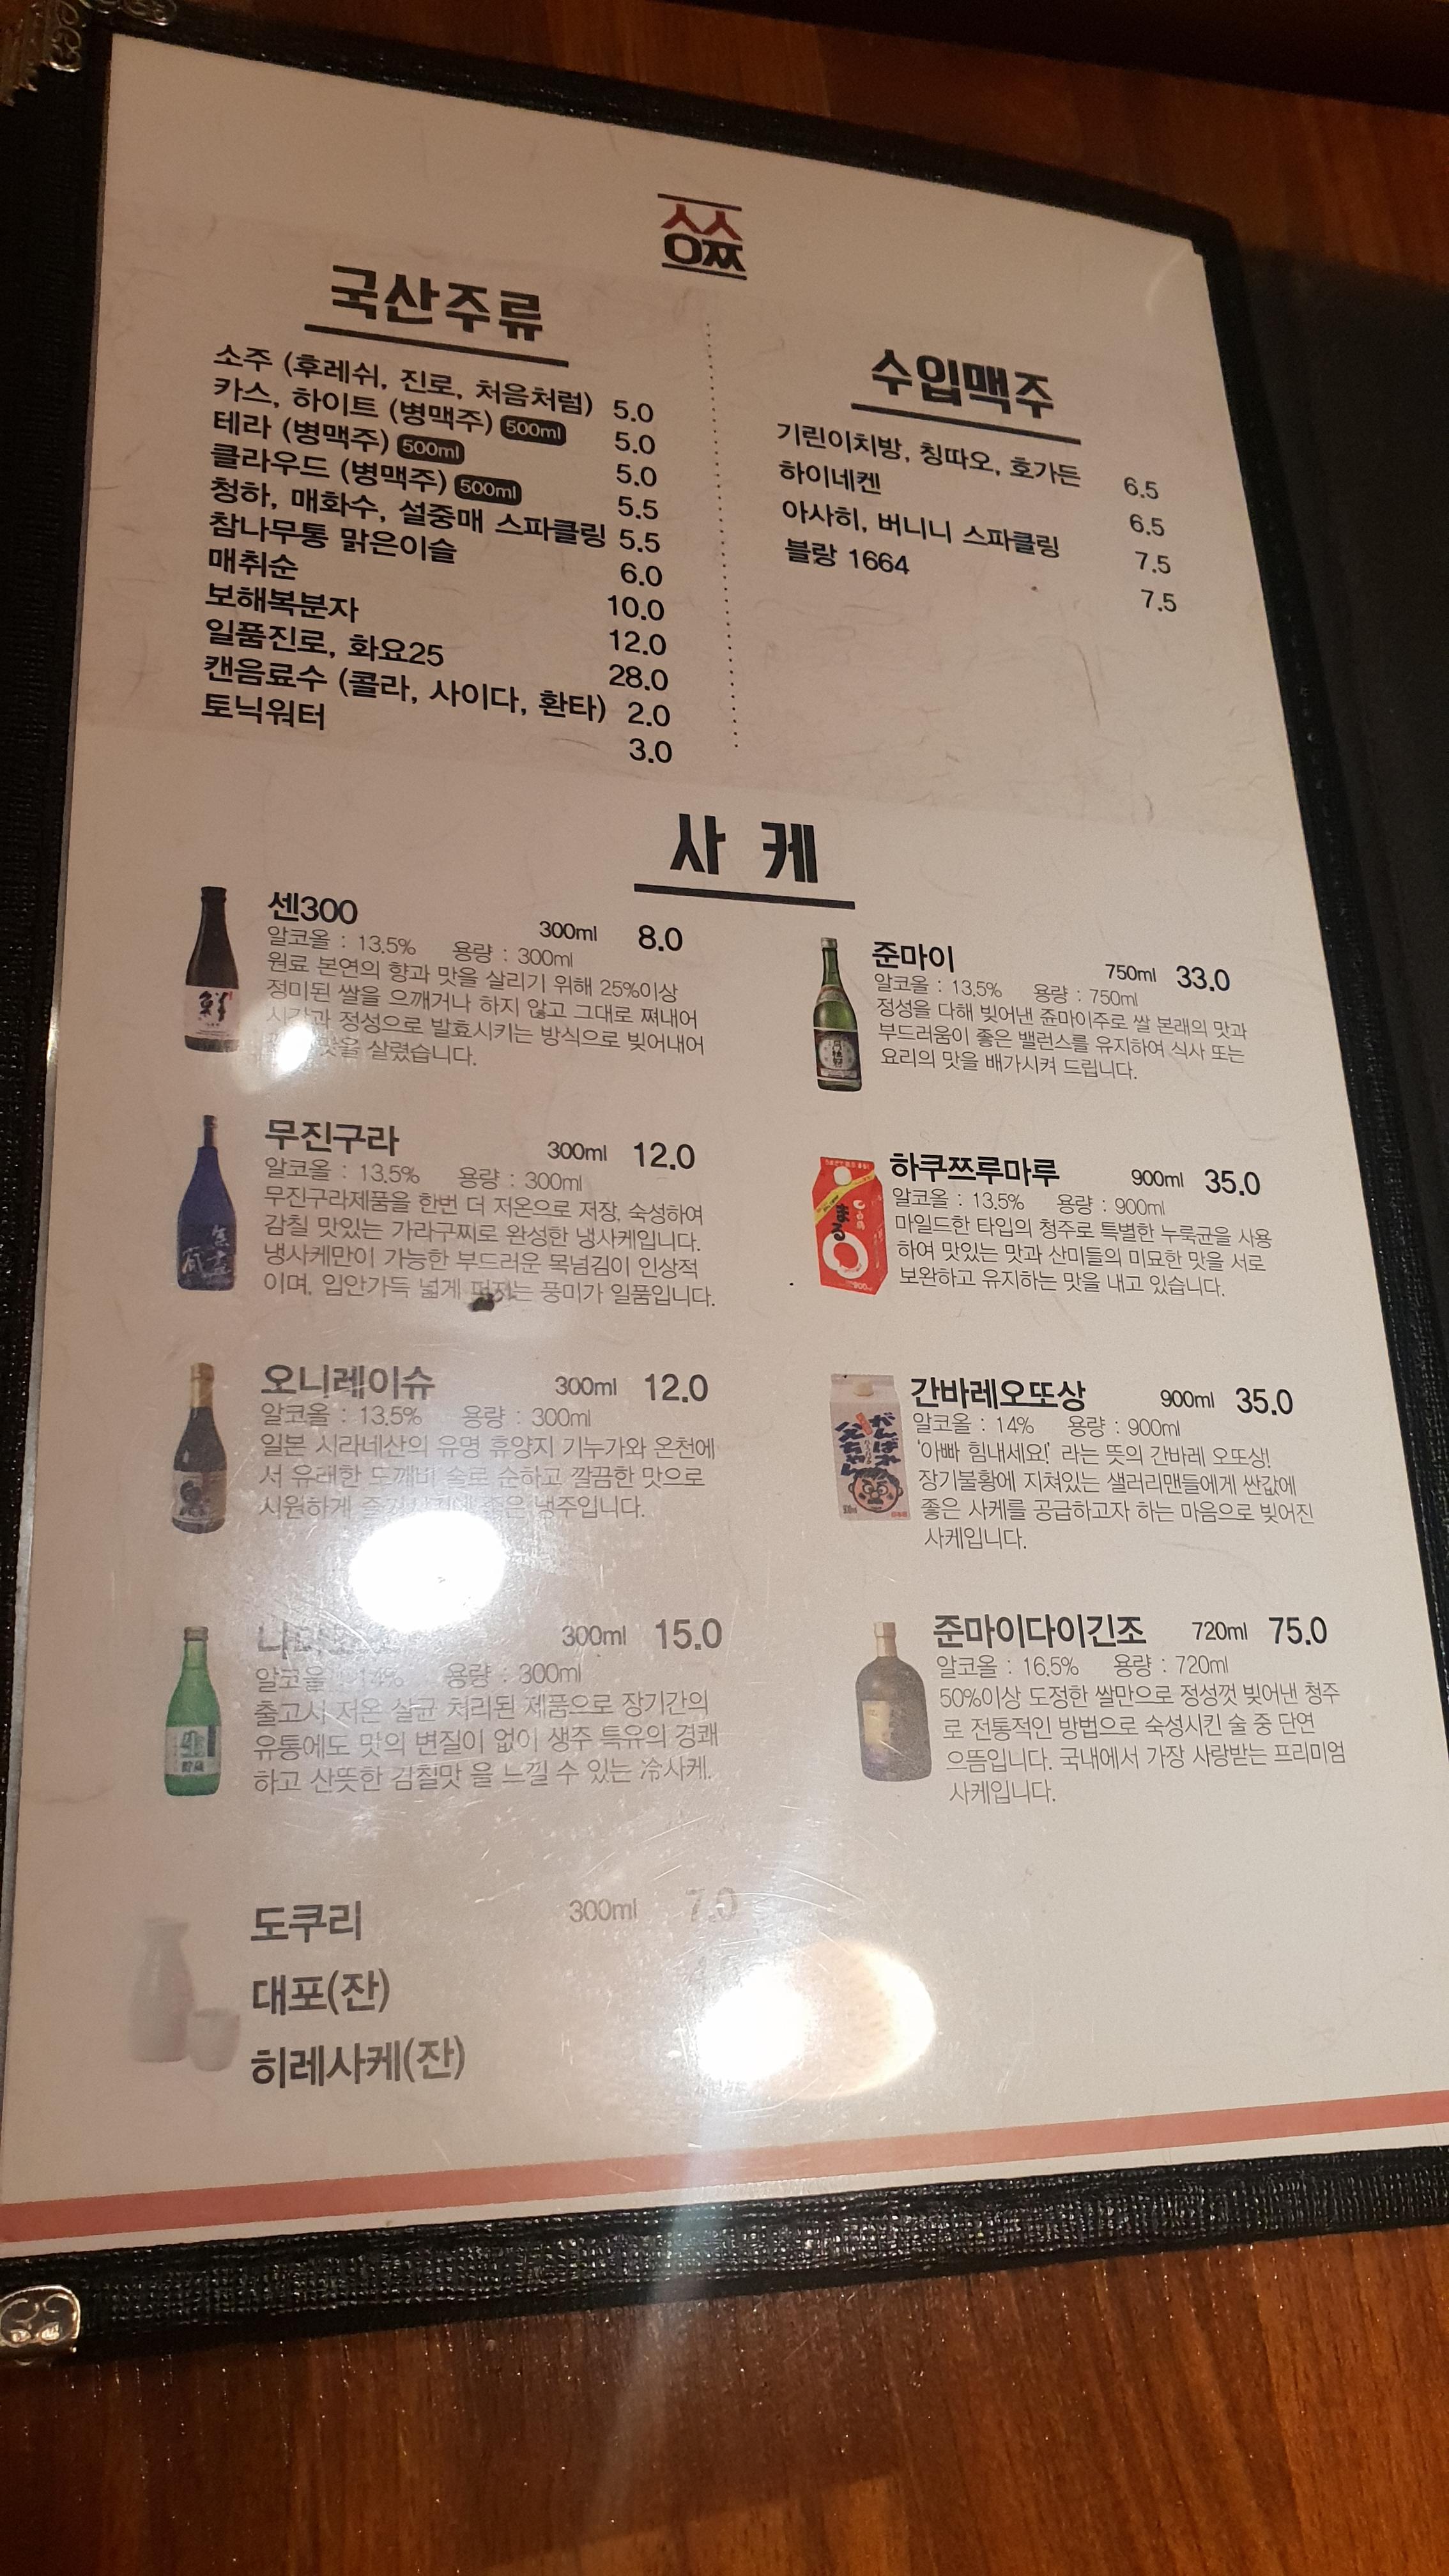 국산주류
소주 (후레쉬, 진로, 처음처럼) 5.0
카스, 하이트 (병맥주) 500ml 5.0
테라 (병맥주) 500ml 5.0
클라우드 (병맥주) 500ml 5.5
청하, 매화수, 설중매 스파클링 5.5
참나무통 맑은이슬 6.0
매취순 10.0
보해복분자 12.0
일품진로, 화요25 28.0
캔음료수 (콜라, 사이다, 환타) 2.0
토닉워터 3.0
수입맥주
기린이치방, 칭따오, 호가든 6.5
하이네켄 6.5
아사히, 버니니 스파클링 7.5
블랑 1664 7.5
사케
센300 300ml 8.0
알코올 : 13.5% 용량 : 300ml
원료 본연의 향과 맛을 살리기 위해 25%이상
정미된 쌀을 으깨거나 하지 않고 그대로 쪄내어
시간과 정성으로 발효시키는 방식으로 빚어내어
맛을 살렸습니다.
무진구라 300ml 12.0
알코올 : 13.5% 용량 : 300ml
무진구라제품을 한번 더 저온으로 저장, 숙성하여
감칠 맛있는 가라구찌로 완성한 냉사케입니다.
냉사케만이 가능한 부드러운 목넘김이 인상적
이며, 입안가득 넓게 퍼지는 풍미가 일품입니다.
오니레이슈 300ml 12.0
알코올 : 13.5% 용량 : 300ml
일본 시라네산의 유명 휴양지 기누가와 온천에
서 유래한 도깨비 술로 순하고 깔끔한 맛으로
시원하게 좋은 냉주입니다.
300ml 15.0
알코올 : 14% 용량 : 300ml
출고시 저온 살균 처리된 제품으로 장기간의
유통에도 맛의 변질이 없이 생주 특유의 경쾌
하고 산뜻한 감칠맛 을 느낄 수 있는 冷사케.
도쿠리 300ml 7.0
대포(잔)
히레사케(잔)
준마이 750ml 33.0
알코올 : 13.5% 용량 : 750ml
정성을 다해 빚어낸 쥰마이주로 쌀 본래의 맛과
부드러움이 좋은 밸런스를 유지하여 식사 또는
요리의 맛을 배가시켜 드립니다.
하쿠쯔루마루 900ml 35.0
알코올 : 13.5% 용량 : 900ml
마일드한 타입의 청주로 특별한 누룩균을 사용
하여 맛있는 맛과 산미들의 미묘한 맛을 서로
보완하고 유지하는 맛을 내고 있습니다.
まる
간바레오또상 900ml 35.0
알코올 : 14% 용량 : 900ml
'아빠 힘내세요!' 라는 뜻의 간바레 오또상!
장기불황에 지쳐있는 샐러리맨들에게 싼값에
좋은 사케를 공급하고자 하는 마음으로 빚어진
사케입니다.
がんばれ
父ちゃん
준마이다이긴조 720ml 75.0
알코올 : 16.5% 용량 : 720ml
50%이상 도정한 쌀만으로 정성껏 빚어낸 청주
로 전통적인 방법으로 숙성시킨 술 중 단연
으뜸입니다. 국내에서 가장 사랑받는 프리미엄
사케입니다.